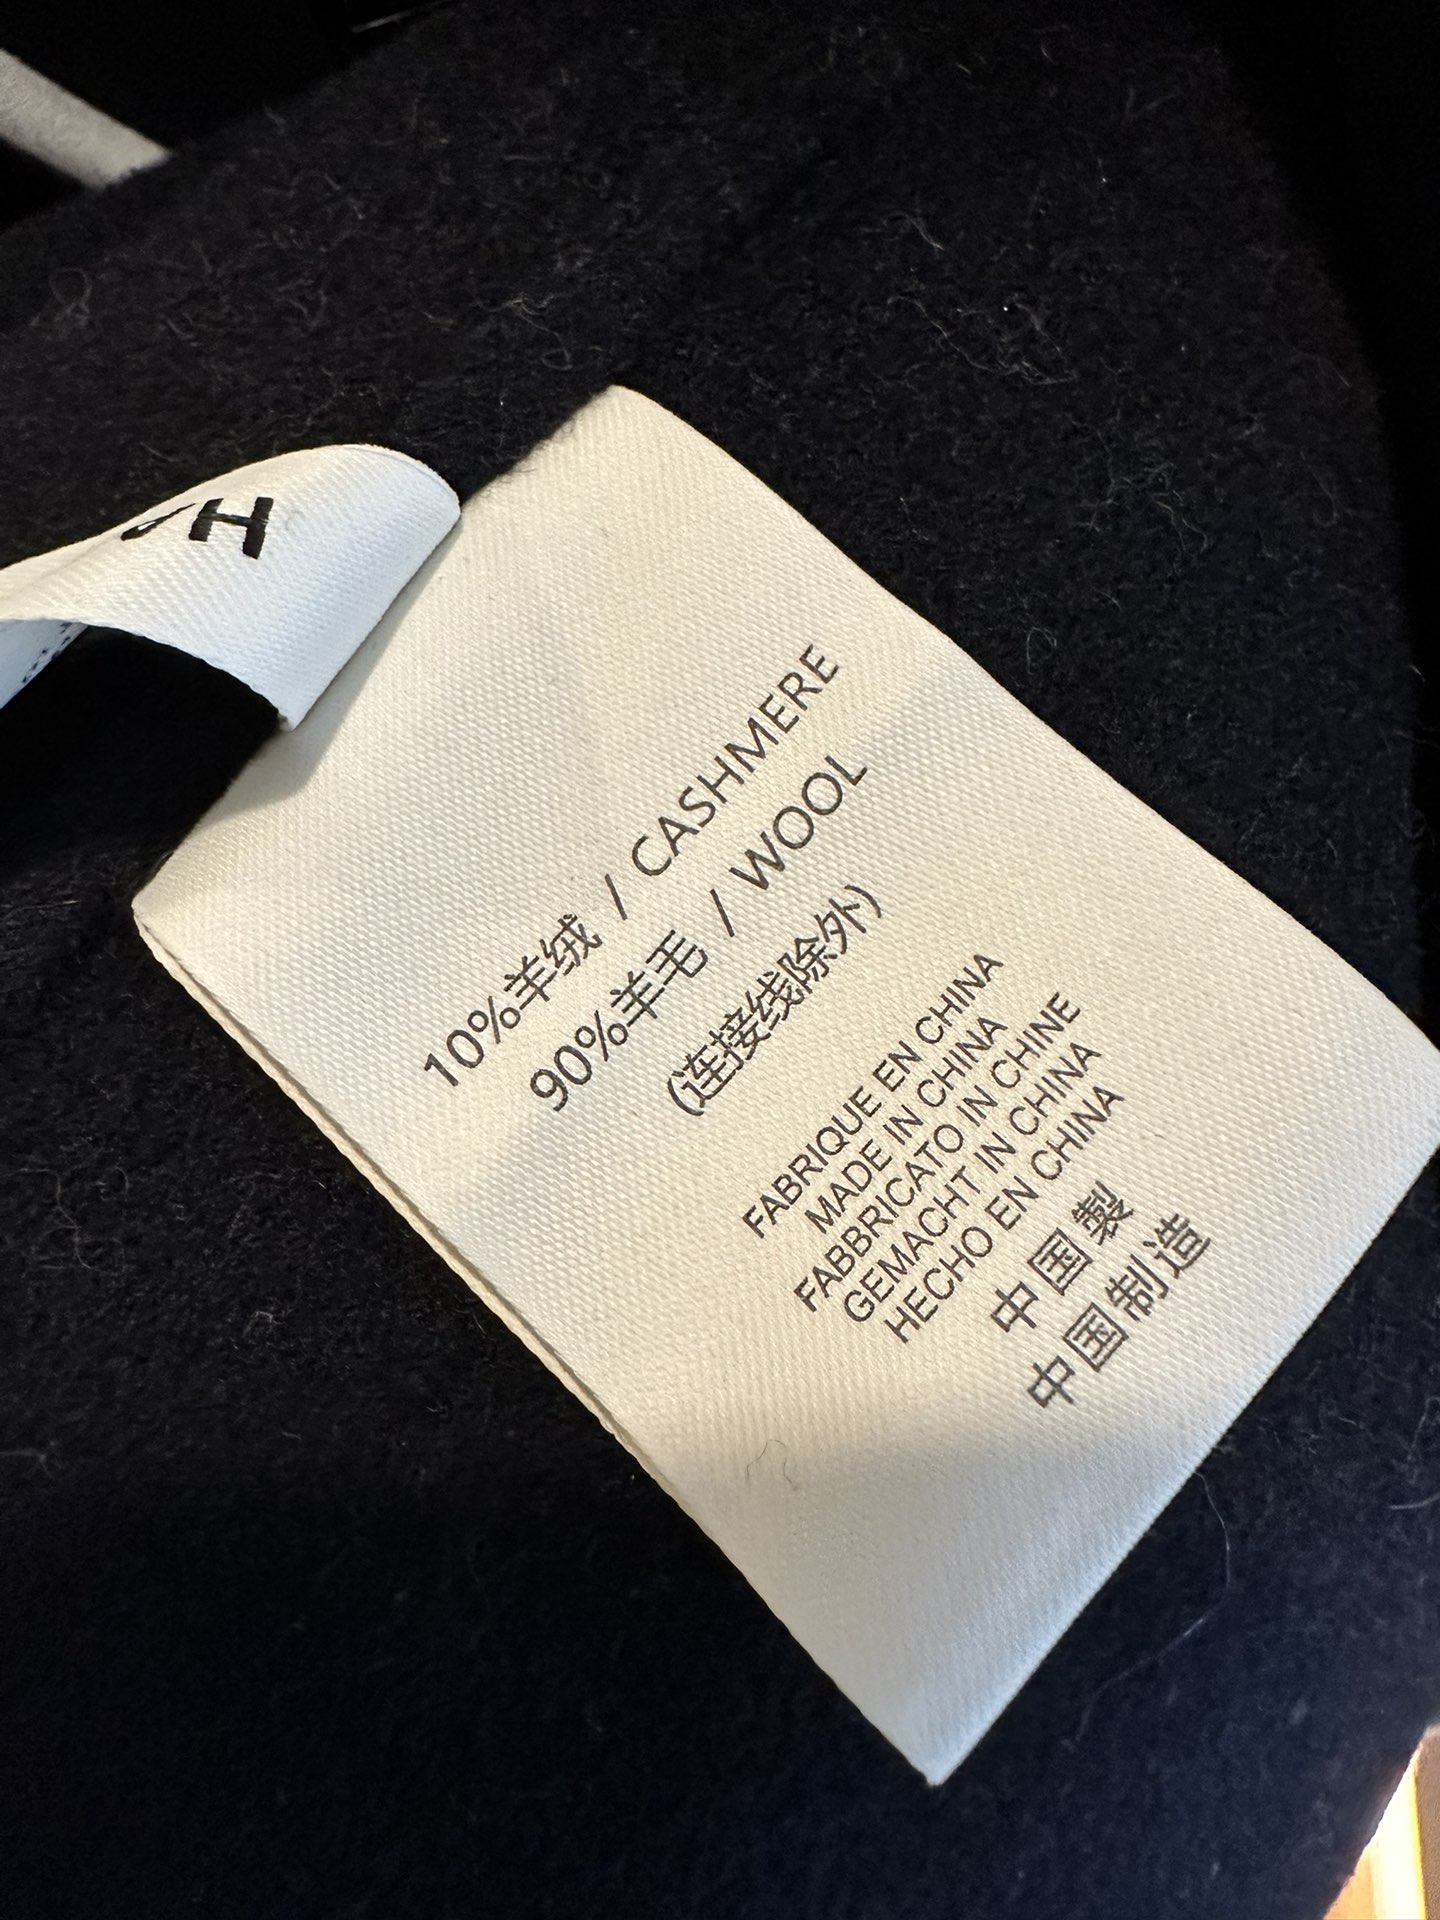 10%羊绒 / CASHMERE
90%羊毛 / WOOL
(连接线除外)
FABRIQUE EN CHINA
MADE IN CHINA
FABBRICATO IN CHINE
GEMACHT IN CHINA
HECHO EN CHINA
中国製
中国制造